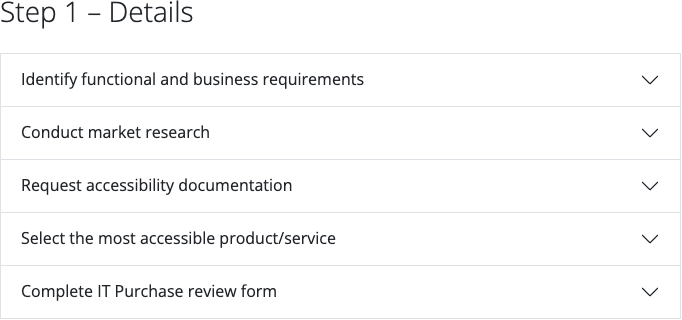 Step 1 – Details
Identify functional and business requirements
Conduct market research
Request accessibility documentation
Select the most accessible product/service
Complete IT Purchase review form